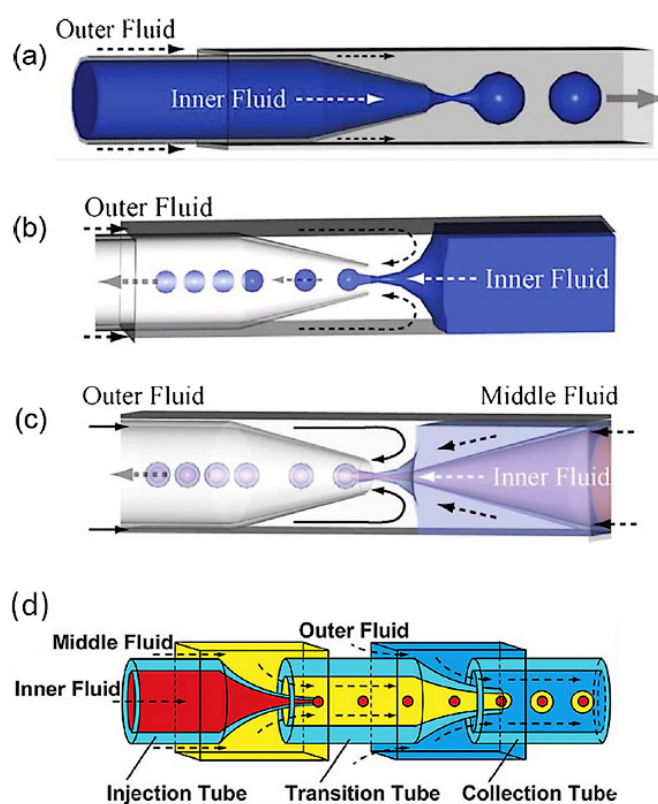 Outer Fluid
(a)
Inner Fluid
(b)
Outer Fluid
Inner Fluid
(c)
Outer Fluid
Middle Fluid
Inner Fluid
(d)
Middle Fluid
Outer Fluid
Inner Fluid
Injection Tube
Transition Tube
Collection Tube